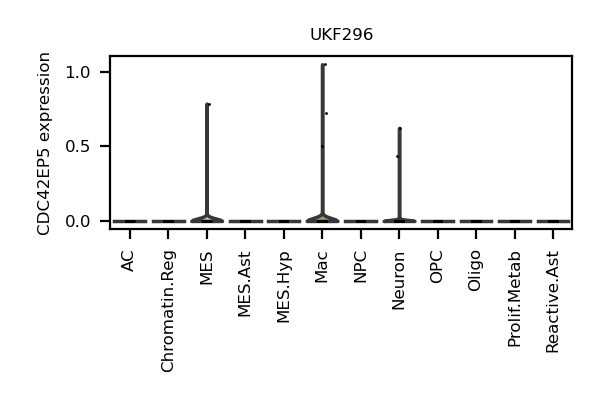 UKF296
CDC42EP5 expression
1.0
0.5
0.0
AC
Chromatin.Reg
MES
MES.Ast
MES.Hyp
Mac
NPC
Neuron
OPC
Oligo
Prolif.Metab
Reactive.Ast